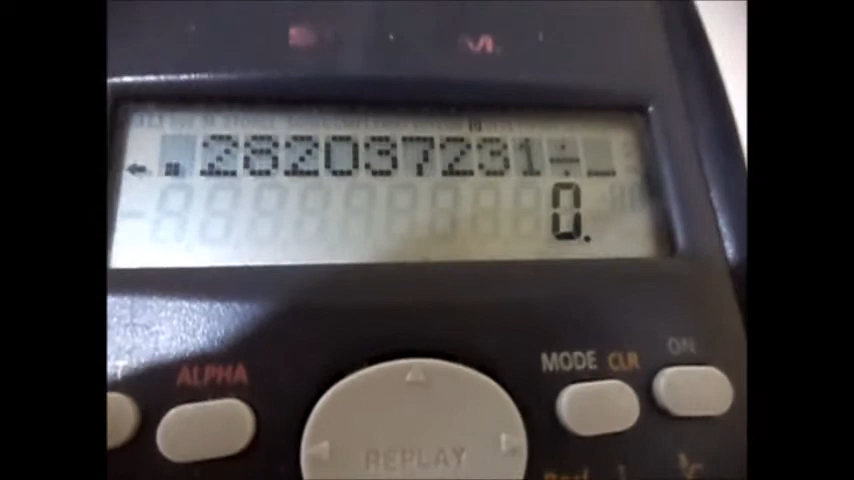 S M
D
←.282037231÷_
0.
ALPHA
MODE CLR ON
REPLAY